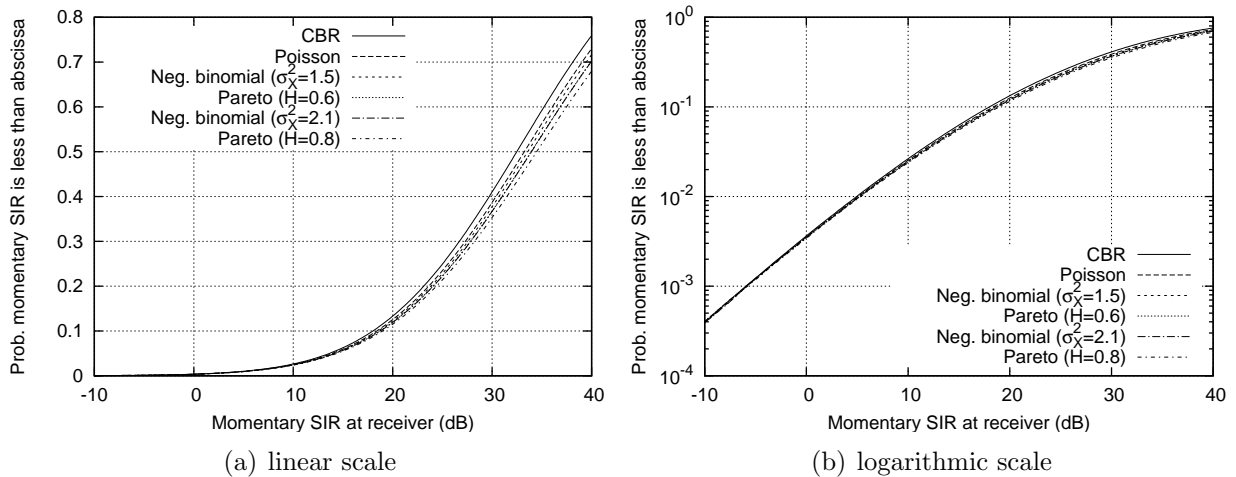 Prob. momentary SIR is less than abscissa
0.8
0.7
0.6
0.5
0.4
0.3
0.2
0.1
0
CBR
Poisson
Neg. binomial (σ²_X=1.5)
Pareto (H=0.6)
Neg. binomial (σ²_X=2.1)
Pareto (H=0.8)
-10 0 10 20 30 40
Momentary SIR at receiver (dB)
(a) linear scale
Prob. momentary SIR is less than abscissa
10⁰
10⁻¹
10⁻²
10⁻³
10⁻⁴
CBR
Poisson
Neg. binomial (σ²_X=1.5)
Pareto (H=0.6)
Neg. binomial (σ²_X=2.1)
Pareto (H=0.8)
-10 0 10 20 30 40
Momentary SIR at receiver (dB)
(b) logarithmic scale